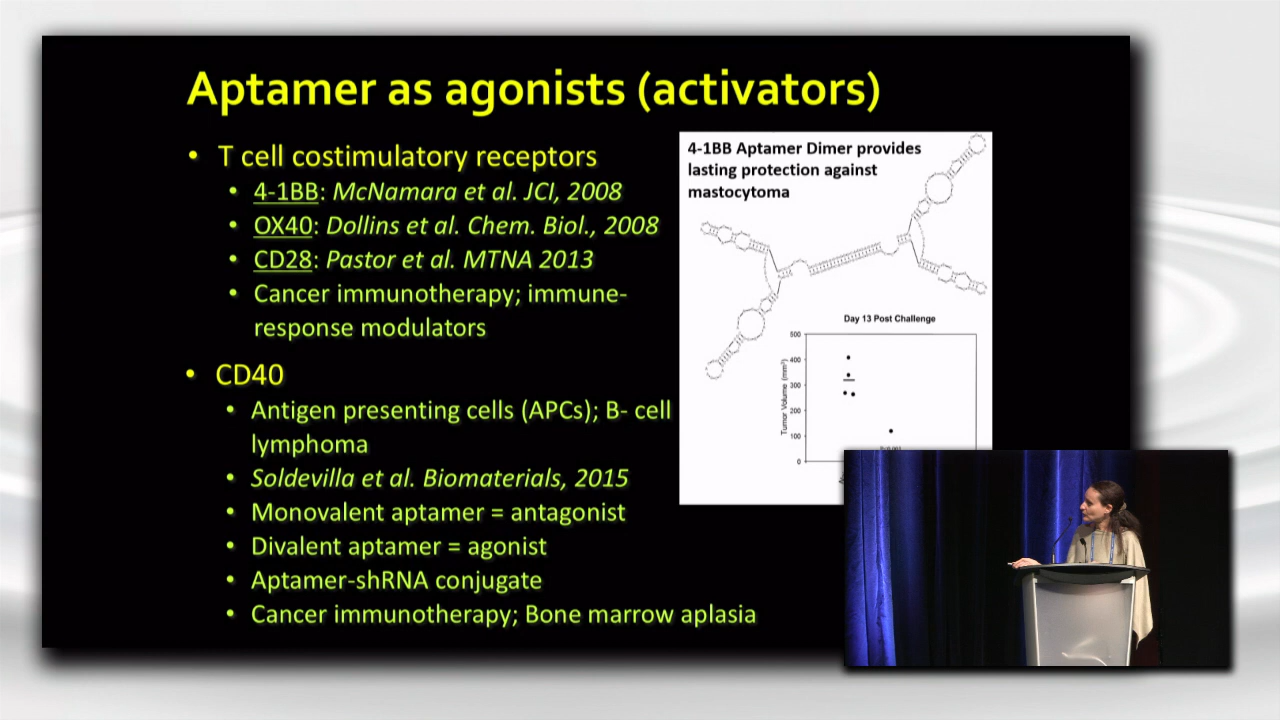 Aptamer as agonists (activators)
• T cell costimulatory receptors
• 4-1BB: McNamara et al. JCI, 2008
• OX40: Dollins et al. Chem. Biol., 2008
• CD28: Pastor et al. MTNA 2013
• Cancer immunotherapy; immune-
response modulators
• CD40
• Antigen presenting cells (APCs); B- cell
lymphoma
• Soldevilla et al. Biomaterials, 2015
• Monovalent aptamer = antagonist
• Divalent aptamer = agonist
• Aptamer-shRNA conjugate
• Cancer immunotherapy; Bone marrow aplasia
4-1BB Aptamer Dimer provides
lasting protection against
mastocytoma
Day 13 Post Challenge
Tumor Volume (mm³)
500
400
300
200
100
0